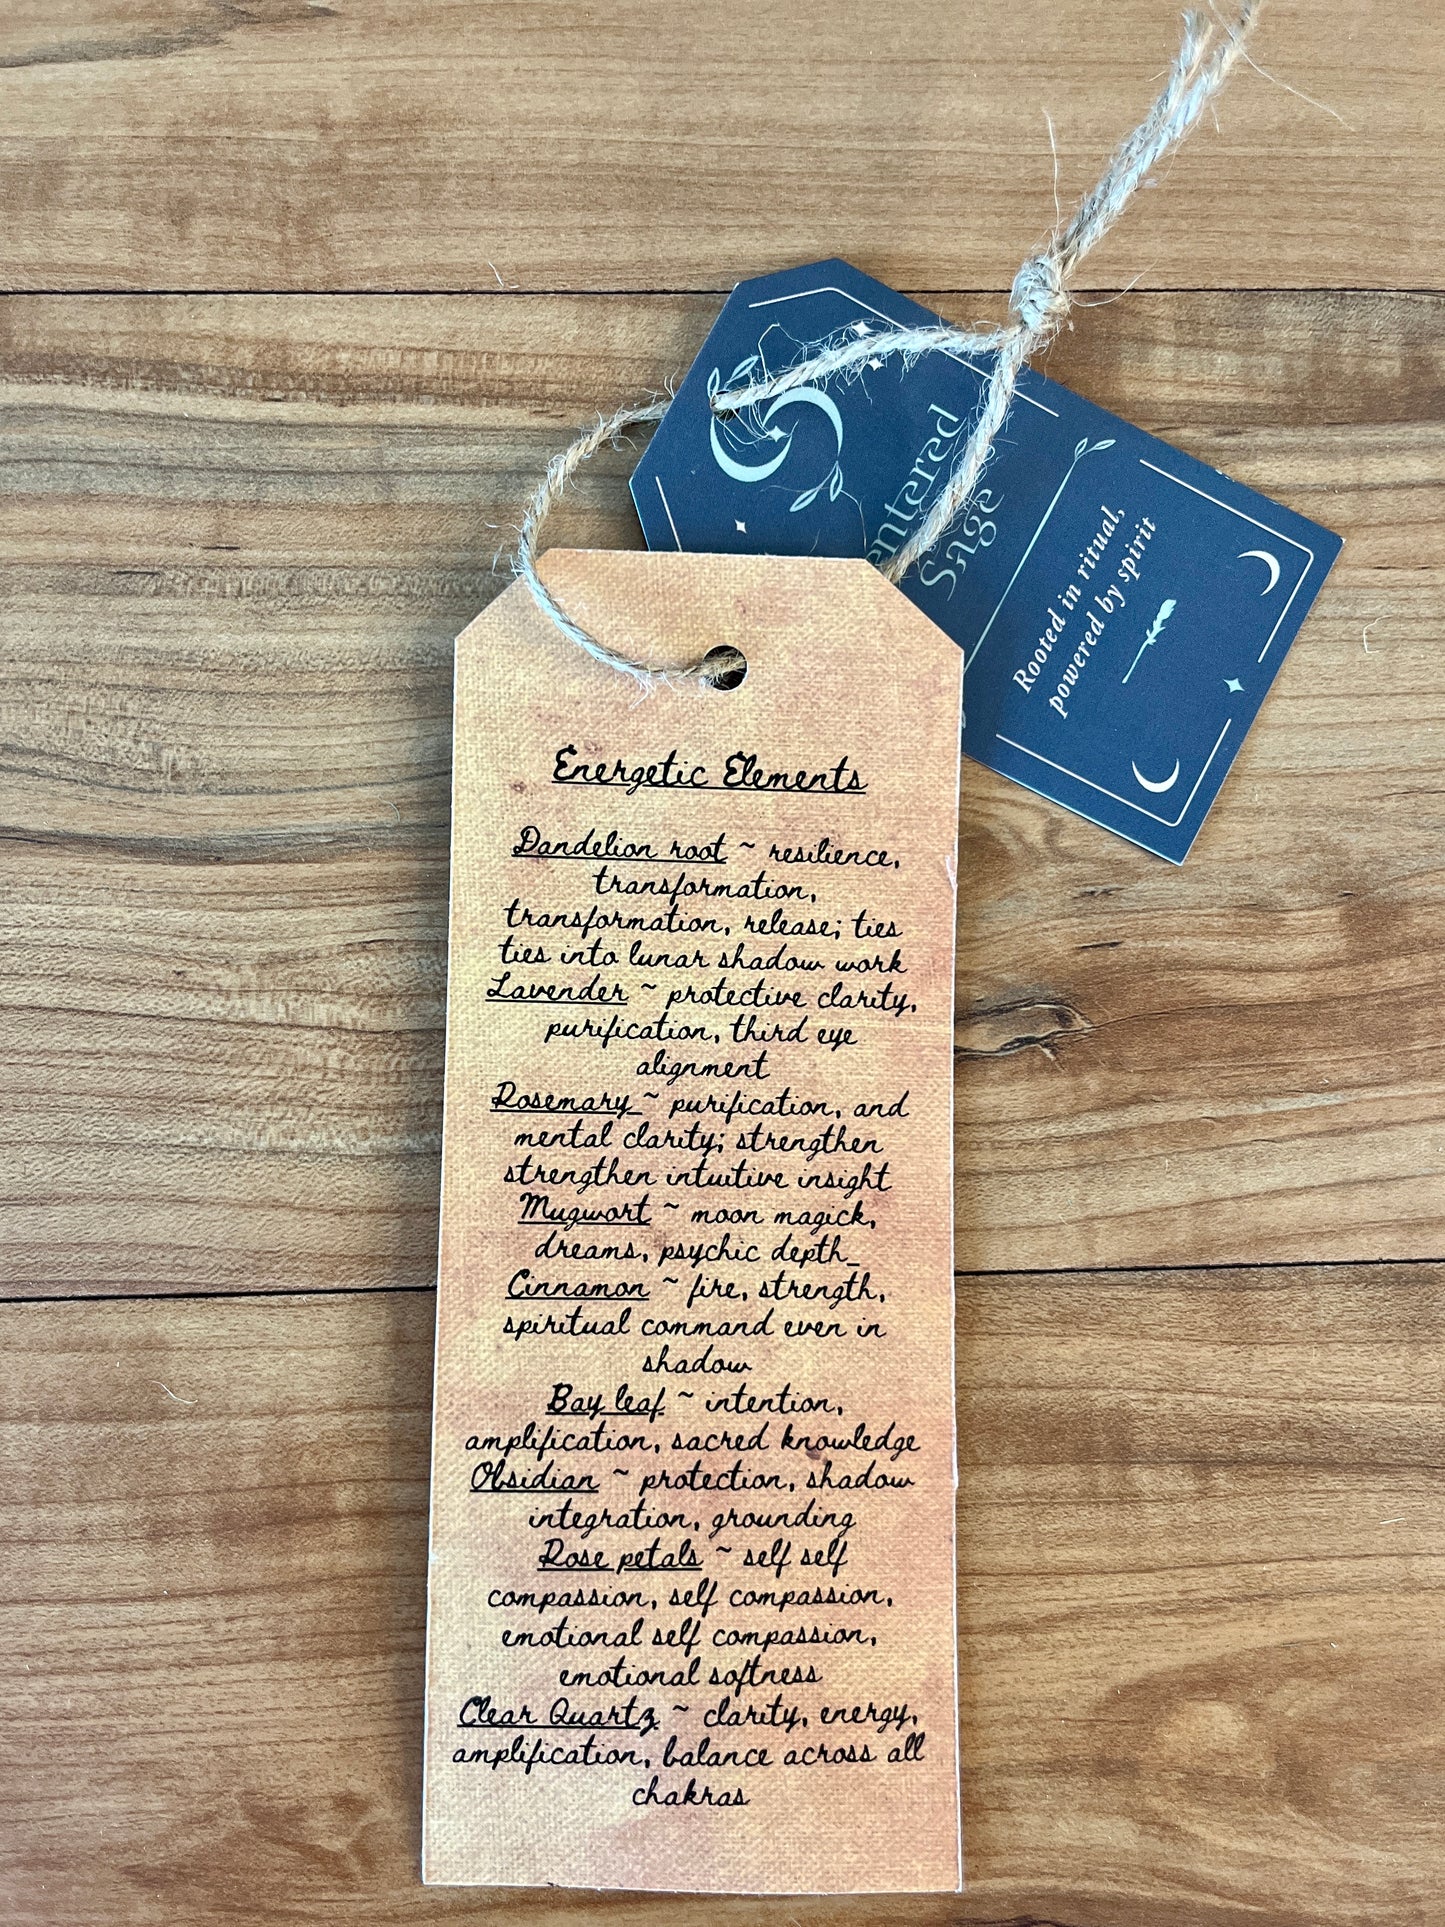 entered
Sage
Rooted in ritual,
powered by spirit
Energetic Elements
Dandelion root ~ resilience,
transformation,
transformation, release; ties
ties into lunar shadow work
Lavender ~ protective clarity,
purification, third eye
alignment
Rosemary ~ purification, and
mental clarity; strengthen
strengthen intuitive insight
Mugwort ~ moon magick,
dreams, psychic depth_
Cinnamon ~ fire, strength,
spiritual command even in
shadow
Bay leaf ~ intention,
amplification, sacred knowledge
Obsidian ~ protection, shadow
integration, grounding
Rose petals ~ self self
compassion, self compassion,
emotional self compassion,
emotional softness
Clear Quartz ~ clarity, energy,
amplification, balance across all
chakras